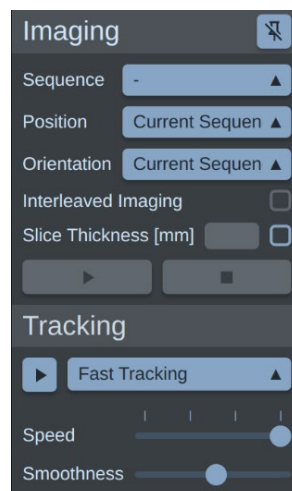 Imaging
Sequence -
Position Current Sequen
Orientation Current Sequen
Interleaved Imaging
Slice Thickness [mm]
Tracking
Fast Tracking
Speed
Smoothness